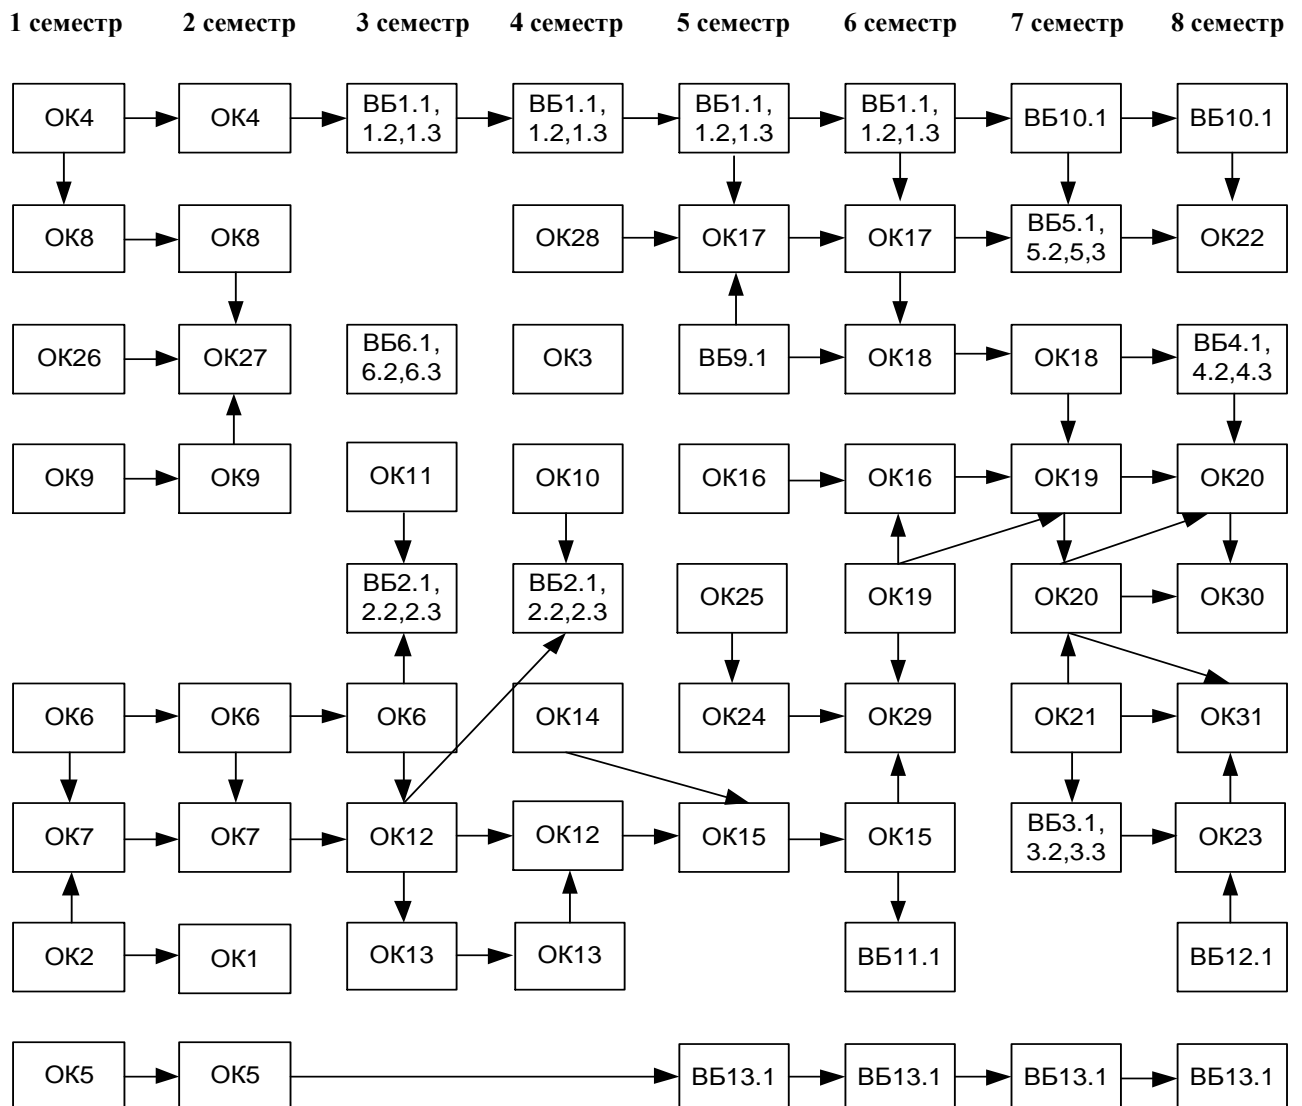 1 семестр 2 семестр 3 семестр 4 семестр 5 семестр 6 семестр 7 семестр 8 семестр
ОК4 ОК4 ВБ1.1, 1.2,1.3 ВБ1.1, 1.2,1.3 ВБ1.1, 1.2,1.3 ВБ1.1, 1.2,1.3 ВБ10.1 ВБ10.1
ОК8 ОК8 ОК28 ОК17 ОК17 ВБ5.1, 5.2,5,3 ОК22
ОК26 ОК27 ВБ6.1, 6.2,6.3 ОК3 ВБ9.1 ОК18 ОК18 ВБ4.1, 4.2,4.3
ОК9 ОК9 ОК11 ОК10 ОК16 ОК16 ОК19 ОК20
ВБ2.1, 2.2,2.3 ВБ2.1, 2.2,2.3 ОК25 ОК19 ОК20 ОК30
ОК6 ОК6 ОК6 ОК14 ОК24 ОК29 ОК21 ОК31
ОК7 ОК7 ОК12 ОК12 ОК15 ОК15 ВБ3.1, 3.2,3.3 ОК23
ОК2 ОК1 ОК13 ОК13 ВБ11.1 ВБ12.1
ОК5 ОК5 ВБ13.1 ВБ13.1 ВБ13.1 ВБ13.1